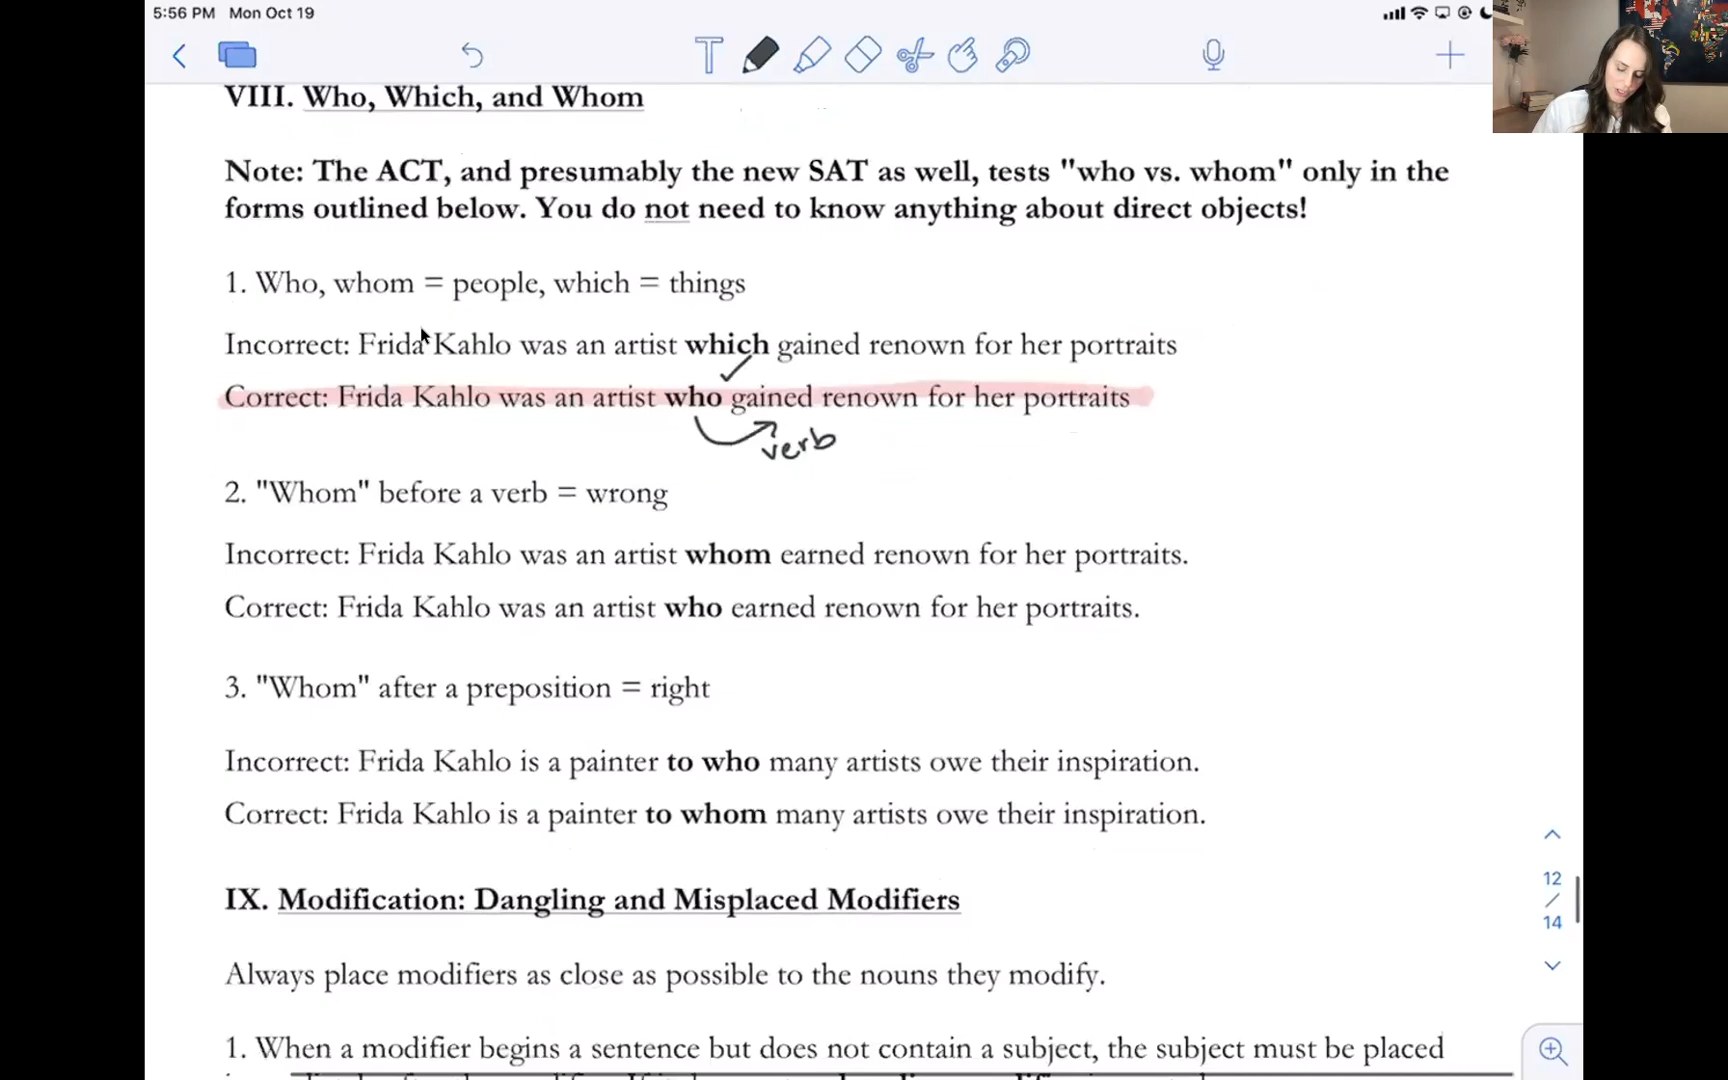 5:56 PM Mon Oct 19
T
VIII. Who, Which, and Whom
Note: The ACT, and presumably the new SAT as well, tests "who vs. whom" only in the
forms outlined below. You do not need to know anything about direct objects!
1. Who, whom = people, which = things
Incorrect: Frida Kahlo was an artist which gained renown for her portraits
Correct: Frida Kahlo was an artist who gained renown for her portraits
verb
2. "Whom" before a verb = wrong
Incorrect: Frida Kahlo was an artist whom earned renown for her portraits.
Correct: Frida Kahlo was an artist who earned renown for her portraits.
3. "Whom" after a preposition = right
Incorrect: Frida Kahlo is a painter to who many artists owe their inspiration.
Correct: Frida Kahlo is a painter to whom many artists owe their inspiration.
12
/
14
IX. Modification: Dangling and Misplaced Modifiers
Always place modifiers as close as possible to the nouns they modify.
1. When a modifier begins a sentence but does not contain a subject, the subject must be placed